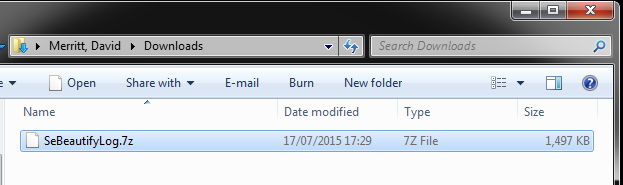 Merritt, David Downloads Search Downloads
Open Share with E-mail Burn New folder
Name Date modified Type Size
SeBeautifyLog.7z 17/07/2015 17:29 7Z File 1,497 KB